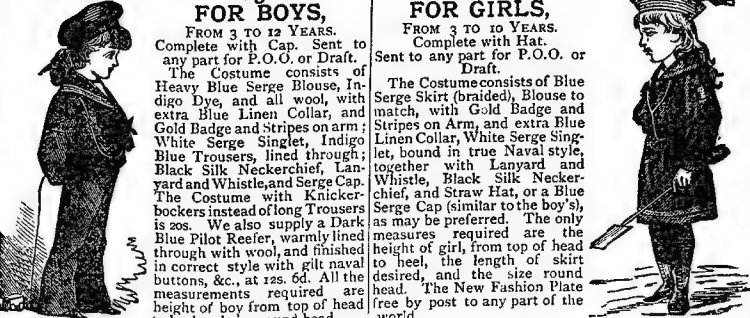 FOR BOYS,
FROM 3 TO 12 YEARS.
Complete with Cap. Sent to
any part for P.O.O. or Draft.
The Costume consists of
Heavy Blue Serge Blouse, In-
digo Dye, and all wool, with
extra Blue Linen Collar, and
Gold Badge and Stripes on arm;
White Serge Singlet, Indigo
Blue Trousers, lined through;
Black Silk Neckerchief, Lan-
yard and Whistle, and Serge Cap.
The Costume with Knicker-
bockers instead of long Trousers
is 20s. We also supply a Dark
Blue Pilot Reefer, warmly lined
through with wool, and finished
in correct style with gilt naval
buttons, &c., at 12s. 6d. All the
measurements required are
height of boy from top of head
FOR GIRLS,
FROM 3 TO 10 YEARS.
Complete with Hat.
Sent to any part for P.O.O. or
Draft.
The Costume consists of Blue
Serge Skirt (braided), Blouse to
match, with Gold Badge and
Stripes on Arm, and extra Blue
Linen Collar, White Serge Sing-
let, bound in true Naval style,
together with Lanyard and
Whistle, Black Silk Necker-
chief, and Straw Hat, or a Blue
Serge Cap (similar to the boy's),
as may be preferred. The only
measures required are the
height of girl, from top of head
to heel, the length of skirt
desired, and the size round
head. The New Fashion Plate
free by post to any part of the
world